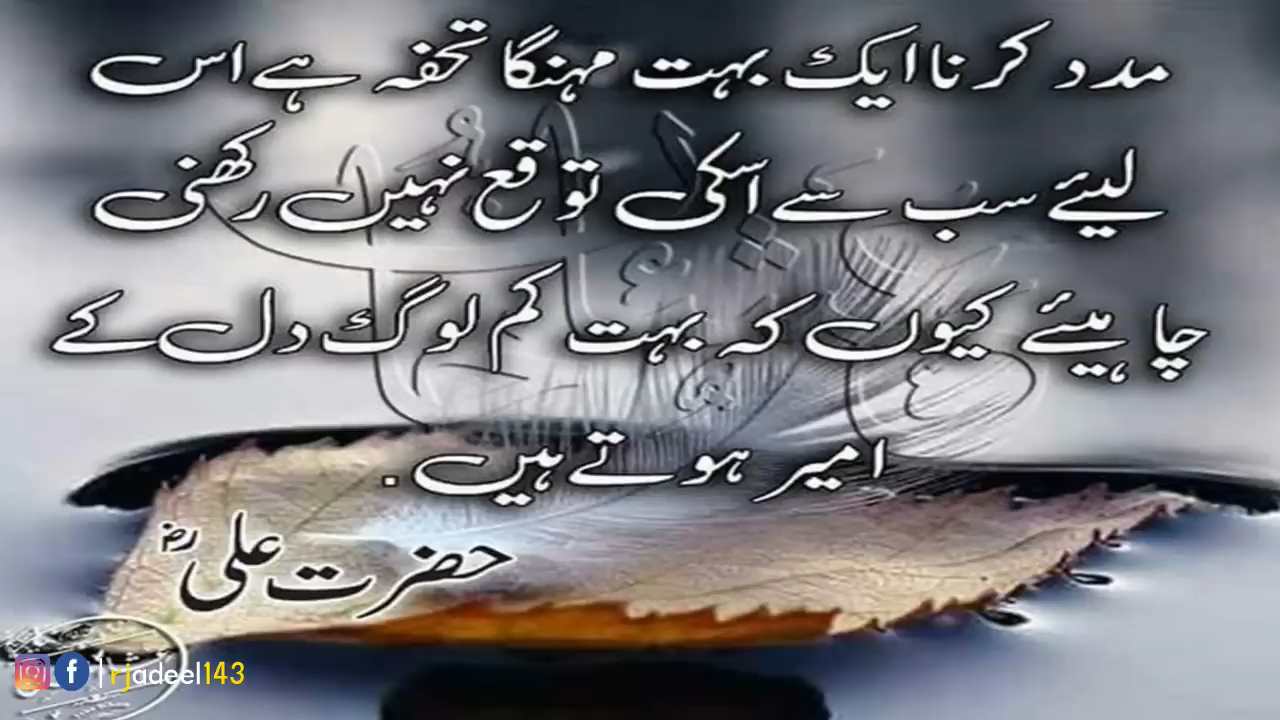 مدد کرنا ایک بہت مہنگا تحفہ ہے اس
لیئے سب سے اسکی توقع نہیں رکھنی
چاہیئے کیوں کہ بہت کم لوگ دل کے
امیر ہوتے ہیں .
حضرت علی رض
rjadeel143